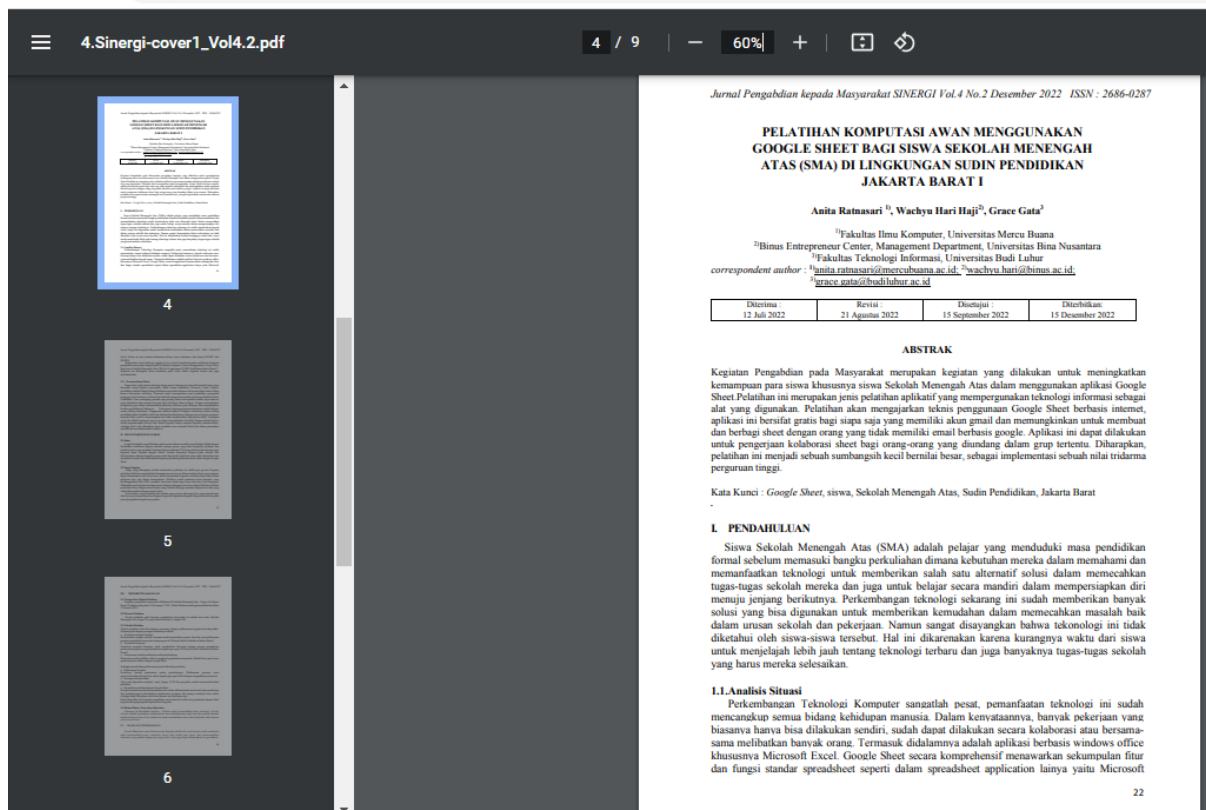 4.Sinergi-cover1_Vol4.2.pdf
4 / 9
60%
4
5
6
Jurnal Pengabdian kepada Masyarakat SINERGI Vol.4 No.2 Desember 2022 ISSN : 2686-0287
PELATIHAN KOMPUTASI AWAN MENGGUNAKAN
GOOGLE SHEET BAGI SISWA SEKOLAH MENENGAH
ATAS (SMA) DI LINGKUNGAN SUDIN PENDIDIKAN
JAKARTA BARAT I
Anita Ratnasari 1), Wachyu Hari Haji2), Grace Gata3
1)Fakultas Ilmu Komputer, Universitas Mercu Buana
2)Binus Entrepreneur Center, Management Department, Universitas Bina Nusantara
3)Fakultas Teknologi Informasi, Universitas Budi Luhur
correspondent author : 1)anita.ratnasari@mercubuana.ac.id; 2)wachyu.hari@binus.ac.id;
3)grace.gata@budiluhur.ac.id
Diterima : Revisi : Disetujui : Diterbitkan:
12 Juli 2022 21 Agustus 2022 15 September 2022 15 Desember 2022
ABSTRAK
Kegiatan Pengabdian pada Masyarakat merupakan kegiatan yang dilakukan untuk meningkatkan
kemampuan para siswa khususnya siswa Sekolah Menengah Atas dalam menggunakan aplikasi Google
Sheet.Pelatihan ini merupakan jenis pelatihan aplikatif yang mempergunakan teknologi informasi sebagai
alat yang digunakan. Pelatihan akan mengajarkan teknis penggunaan Google Sheet berbasis internet,
aplikasi ini bersifat gratis bagi siapa saja yang memiliki akun gmail dan memungkinkan untuk membuat
dan berbagi sheet dengan orang yang tidak memiliki email berbasis google. Aplikasi ini dapat dilakukan
untuk pengerjaan kolaborasi sheet bagi orang-orang yang diundang dalam grup tertentu. Diharapkan,
pelatihan ini menjadi sebuah sumbangsih kecil bernilai besar, sebagai implementasi sebuah nilai tridarma
perguruan tinggi.
Kata Kunci : Google Sheet, siswa, Sekolah Menengah Atas, Sudin Pendidikan, Jakarta Barat
.
I. PENDAHULUAN
Siswa Sekolah Menengah Atas (SMA) adalah pelajar yang menduduki masa pendidikan
formal sebelum memasuki bangku perkuliahan dimana kebutuhan mereka dalam memahami dan
memanfaatkan teknologi untuk memberikan salah satu alternatif solusi dalam memecahkan
tugas-tugas sekolah mereka dan juga untuk belajar secara mandiri dalam mempersiapkan diri
menuju jenjang berikutnya. Perkembangan teknologi sekarang ini sudah memberikan banyak
solusi yang bisa digunakan untuk memberikan kemudahan dalam memecahkan masalah baik
dalam urusan sekolah dan pekerjaan. Namun sangat disayangkan bahwa tekonologi ini tidak
diketahui oleh siswa-siswa tersebut. Hal ini dikarenakan karena kurangnya waktu dari siswa
untuk menjelajah lebih jauh tentang teknologi terbaru dan juga banyaknya tugas-tugas sekolah
yang harus mereka selesaikan.
1.1.Analisis Situasi
Perkembangan Teknologi Komputer sangatlah pesat, pemanfaatan teknologi ini sudah
mencangkup semua bidang kehidupan manusia. Dalam kenyataannya, banyak pekerjaan yang
biasanya hanya bisa dilakukan sendiri, sudah dapat dilakukan secara kolaborasi atau bersama-
sama melibatkan banyak orang. Termasuk didalamnya adalah aplikasi berbasis windows office
khususnya Microsoft Excel. Google Sheet secara komprehensif menawarkan sekumpulan fitur
dan fungsi standar spreadsheet seperti dalam spreadsheet application lainya yaitu Microsoft
22